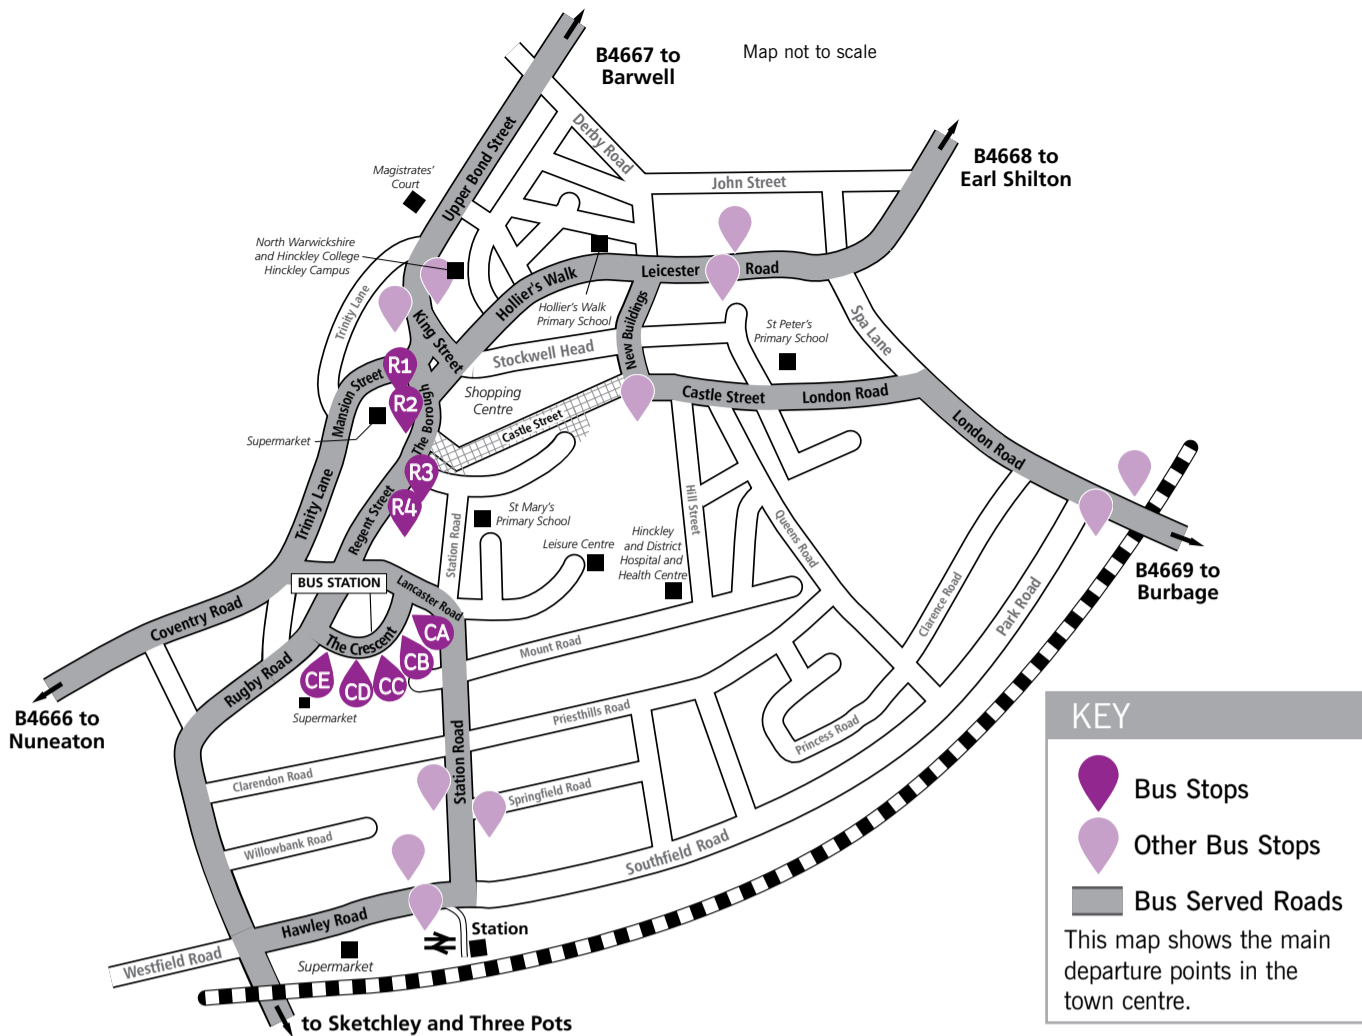 B4667 to
Barwell
Map not to scale
B4668 to
Earl Shilton
Derby Road
Upper Bond Street
John Street
Magistrates'
Court
North Warwickshire
and Hinckley College
Hinckley Campus
Trinity Lane
King Street
Hollier's Walk
Hollier's Walk
Primary School
Leicester Road
New Buildings
St Peter's
Primary School
Spa Lane
Stockwell Head
R1
R2
Mansion Street
The Borough
Shopping
Centre
Castle Street
Castle Street
London Road
London Road
Supermarket
R3
R4
Trinity Lane
Regent Street
Station Road
St Mary's
Primary School
Leisure Centre
Hinckley
and District
Hospital and
Health Centre
Hill Street
Queens Road
Clarence Road
Park Road
B4669 to
Burbage
BUS STATION
Lancaster Road
Coventry Road
The Crescent
CA
CB
CC
CD
CE
Rugby Road
Supermarket
Mount Road
B4666 to
Nuneaton
Priesthills Road
Princess Road
Clarendon Road
Station Road
Springfield Road
Willowbank Road
Southfield Road
Hawley Road
Station
Westfield Road
Supermarket
to Sketchley and Three Pots
KEY
Bus Stops
Other Bus Stops
Bus Served Roads
This map shows the main
departure points in the
town centre.